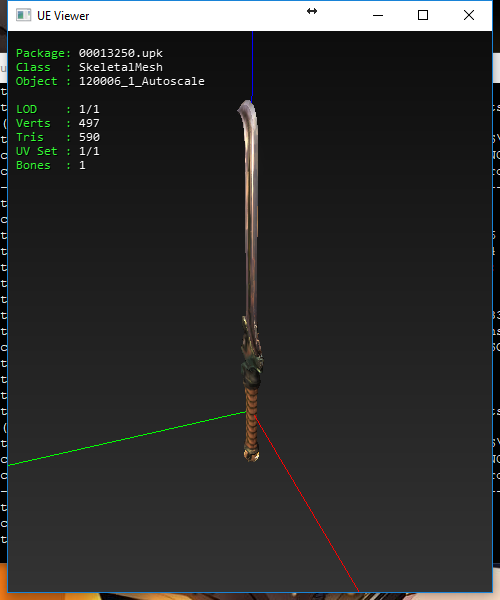 UE Viewer
Package: 00013250.upk
Class : SkeletalMesh
Object : 120006_1_Autoscale
LOD : 1/1
Verts : 497
Tris : 590
UV Set : 1/1
Bones : 1